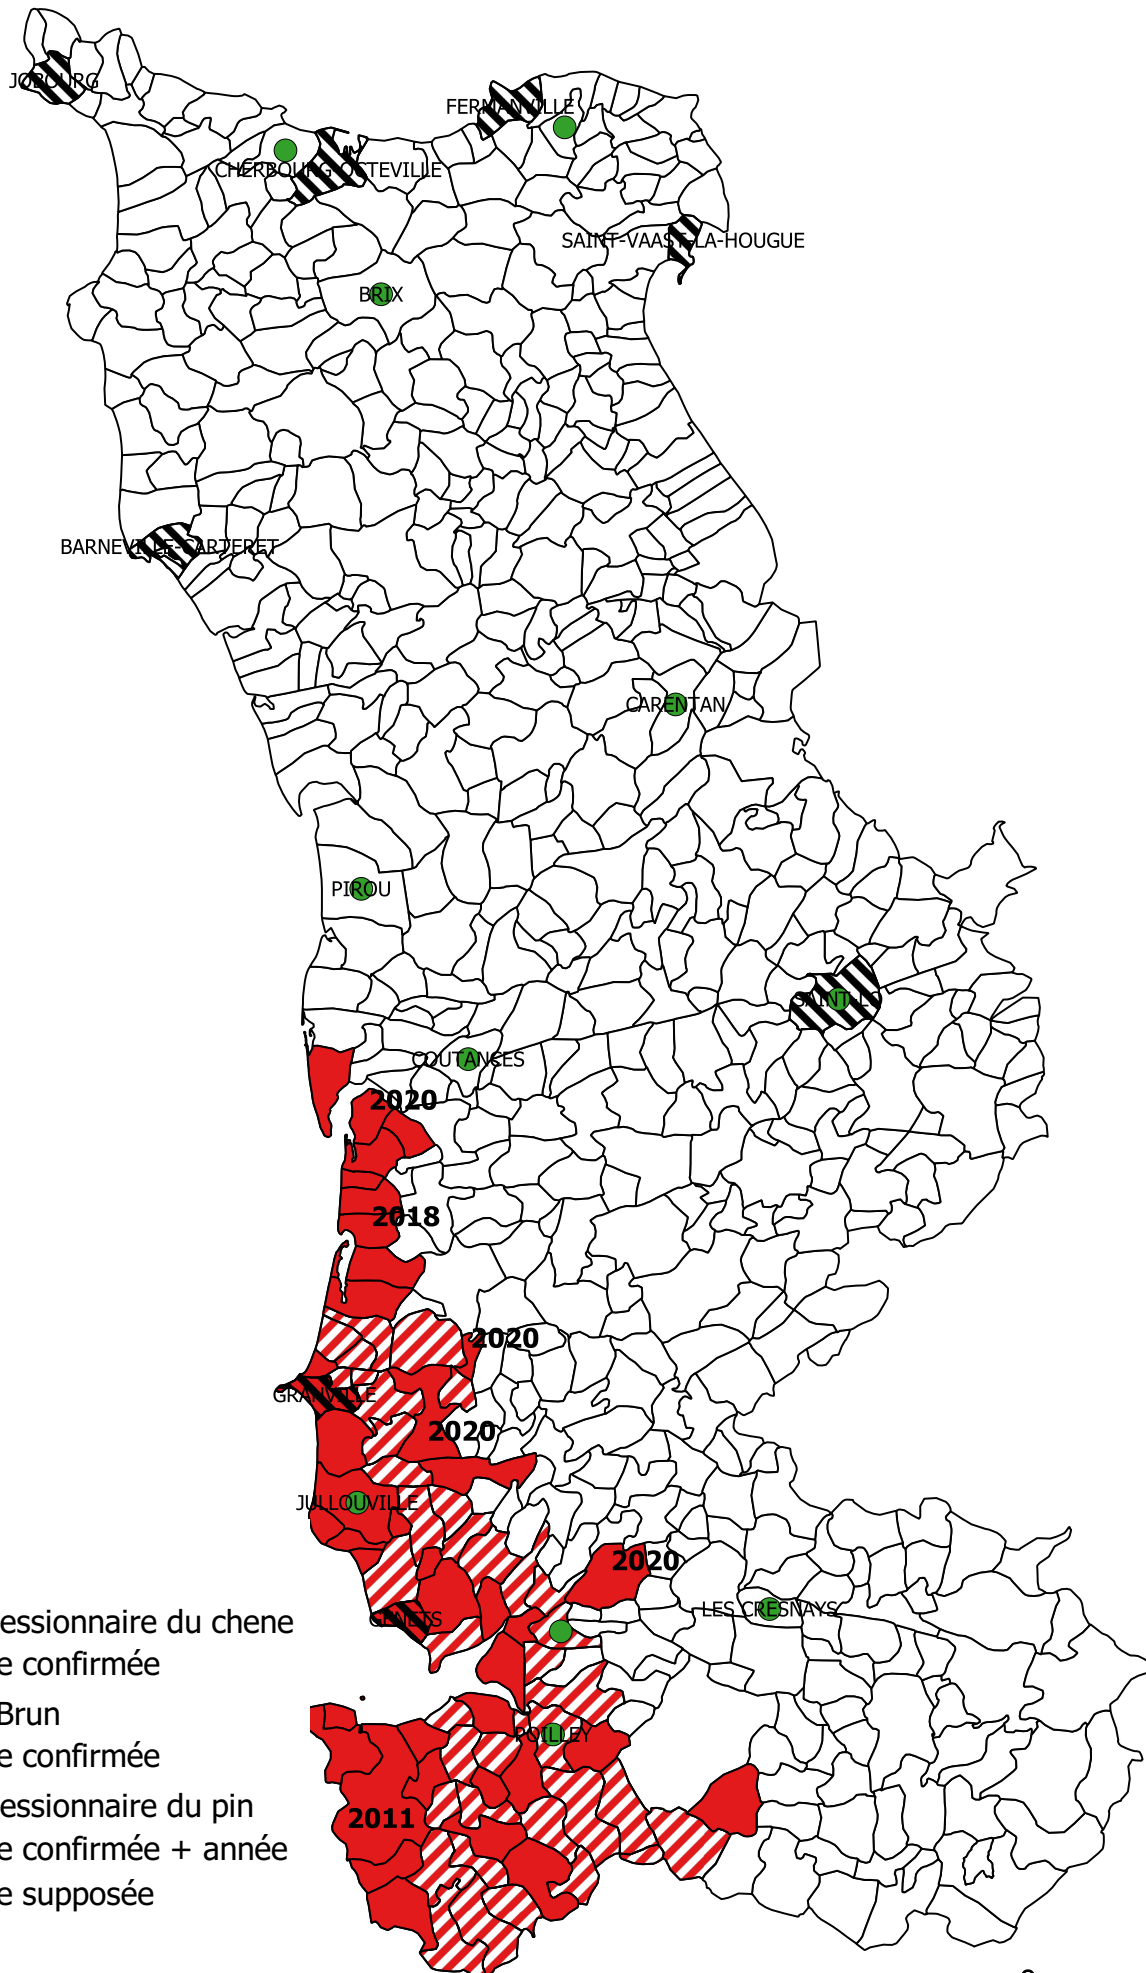 JOBOURG
FERMANVILLE
CHERBOURG-OCTEVILLE
SAINT-VAAST-LA-HOUGUE
BRIX
BARNEVILLE-CARTERET
CARENTAN
PIROU
SAINT-LO
COUTANCES
2020
2018
2020
GRANVILLE
2020
JULLOUVILLE
2020
LES CRESNAYS
GENETS
essionnaire du chene
e confirmée
Brun
e confirmée
POILLEY
essionnaire du pin
2011
e confirmée + année
e supposée